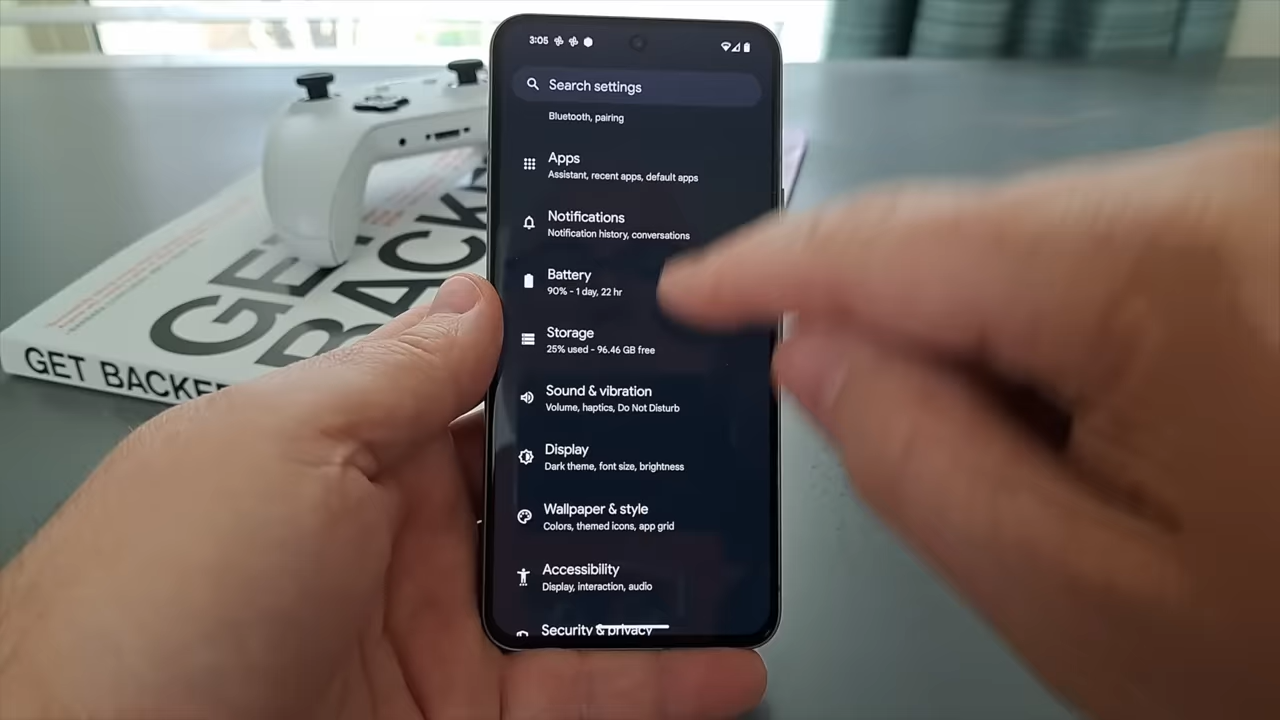 3:05
Search settings
Bluetooth, pairing
Apps
Assistant, recent apps, default apps
Notifications
Notification history, conversations
Battery
90% - 1 day, 22 hr
Storage
25% used - 96.46 GB free
Sound & vibration
Volume, haptics, Do Not Disturb
Display
Dark theme, font size, brightness
Wallpaper & style
Colors, themed icons, app grid
Accessibility
Display, interaction, audio
Security & privacy
GET
BACK
GET BACKE